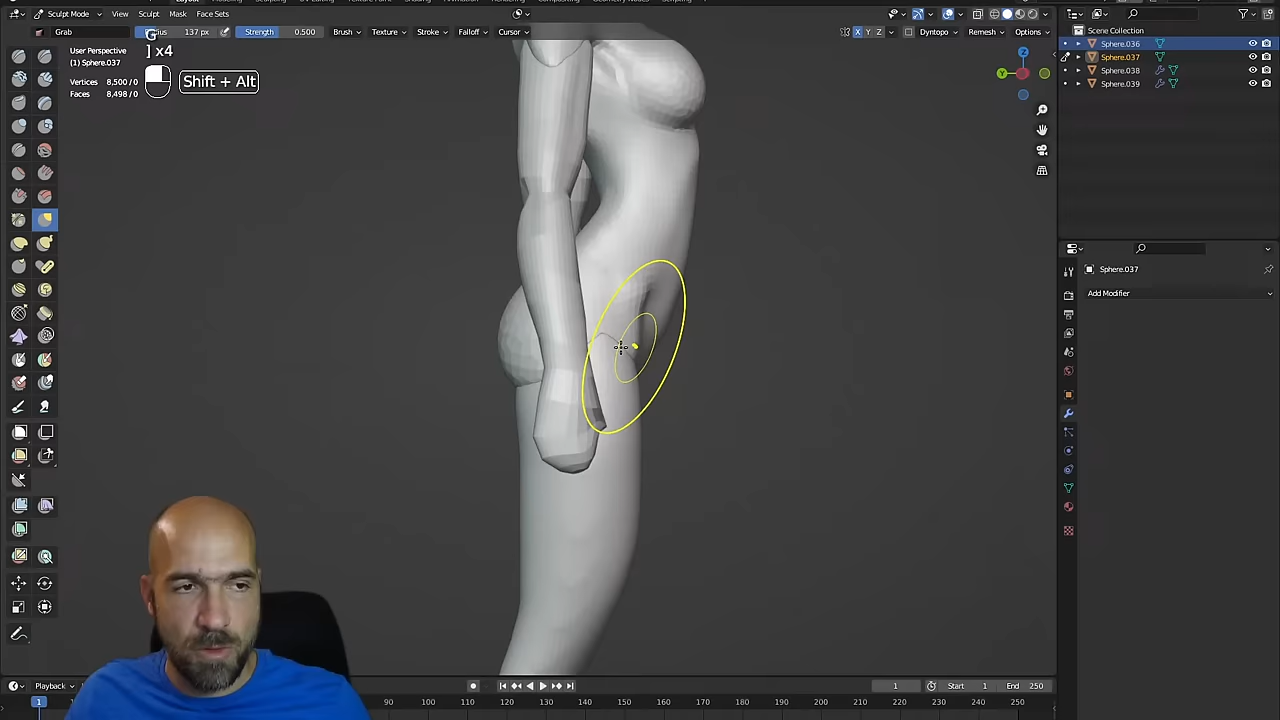 Sculpt Mode View Sculpt Mask Face Sets
Grab 137 px Strength 0.500 Brush Texture Stroke Falloff Cursor X Y Z Dyntopo Remesh Options
G
] x4
Shift + Alt
User Perspective
(1) Sphere.037
Vertices 8,500/0
Faces 8,498/0
Z
Y
Scene Collection
Sphere.036
Sphere.037
Sphere.038
Sphere.039
Sphere.037
Add Modifier
Playback 1 Start 1 End 250
1 90 100 110 120 130 140 150 160 170 180 190 200 210 220 230 240 250